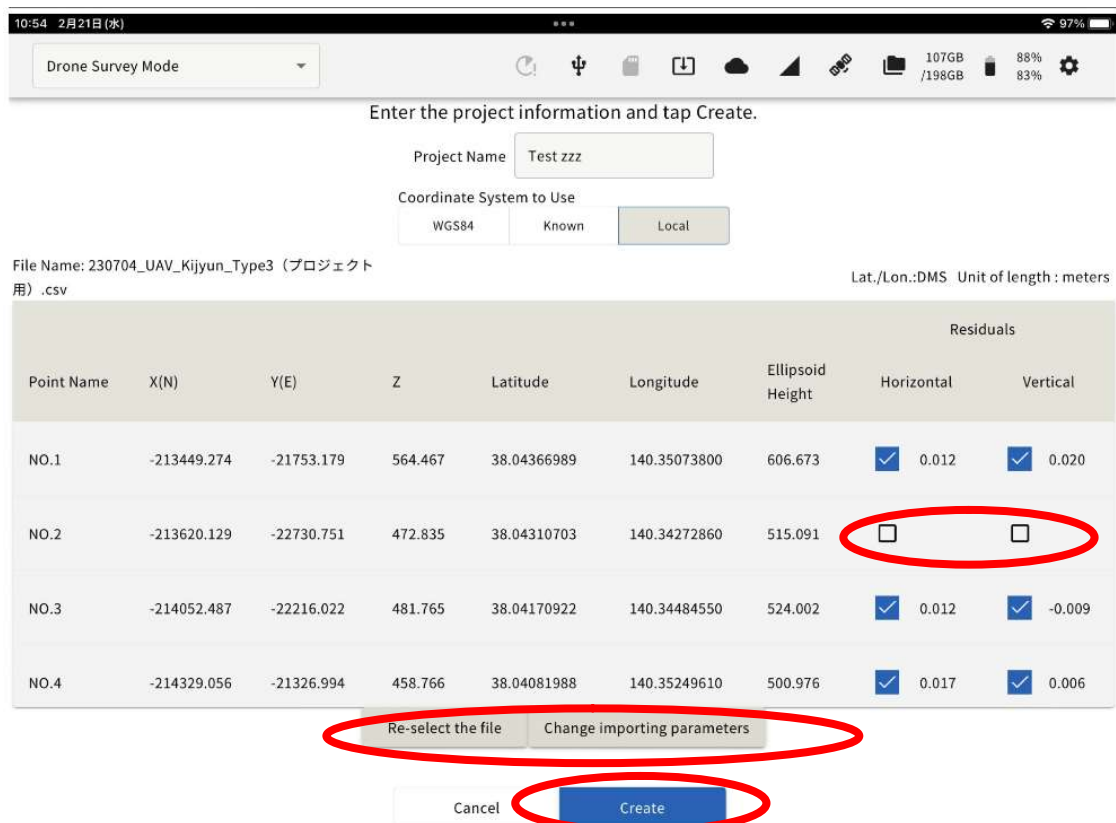 10:54 2月21日(水)
97%
Drone Survey Mode
107GB
/198GB
88%
83%
Enter the project information and tap Create.
Project Name Test zzz
Coordinate System to Use
WGS84 Known Local
File Name: 230704_UAV_Kijyun_Type3（プロジェクト
用）.csv
Lat./Lon.:DMS Unit of length : meters
Residuals
Point Name X(N) Y(E) Z Latitude Longitude Ellipsoid Height Horizontal Vertical
NO.1 -213449.274 -21753.179 564.467 38.04366989 140.35073800 606.673 0.012 0.020
NO.2 -213620.129 -22730.751 472.835 38.04310703 140.34272860 515.091
NO.3 -214052.487 -22216.022 481.765 38.04170922 140.34484550 524.002 0.012 -0.009
NO.4 -214329.056 -21326.994 458.766 38.04081988 140.35249610 500.976 0.017 0.006
Re-select the file Change importing parameters
Cancel Create